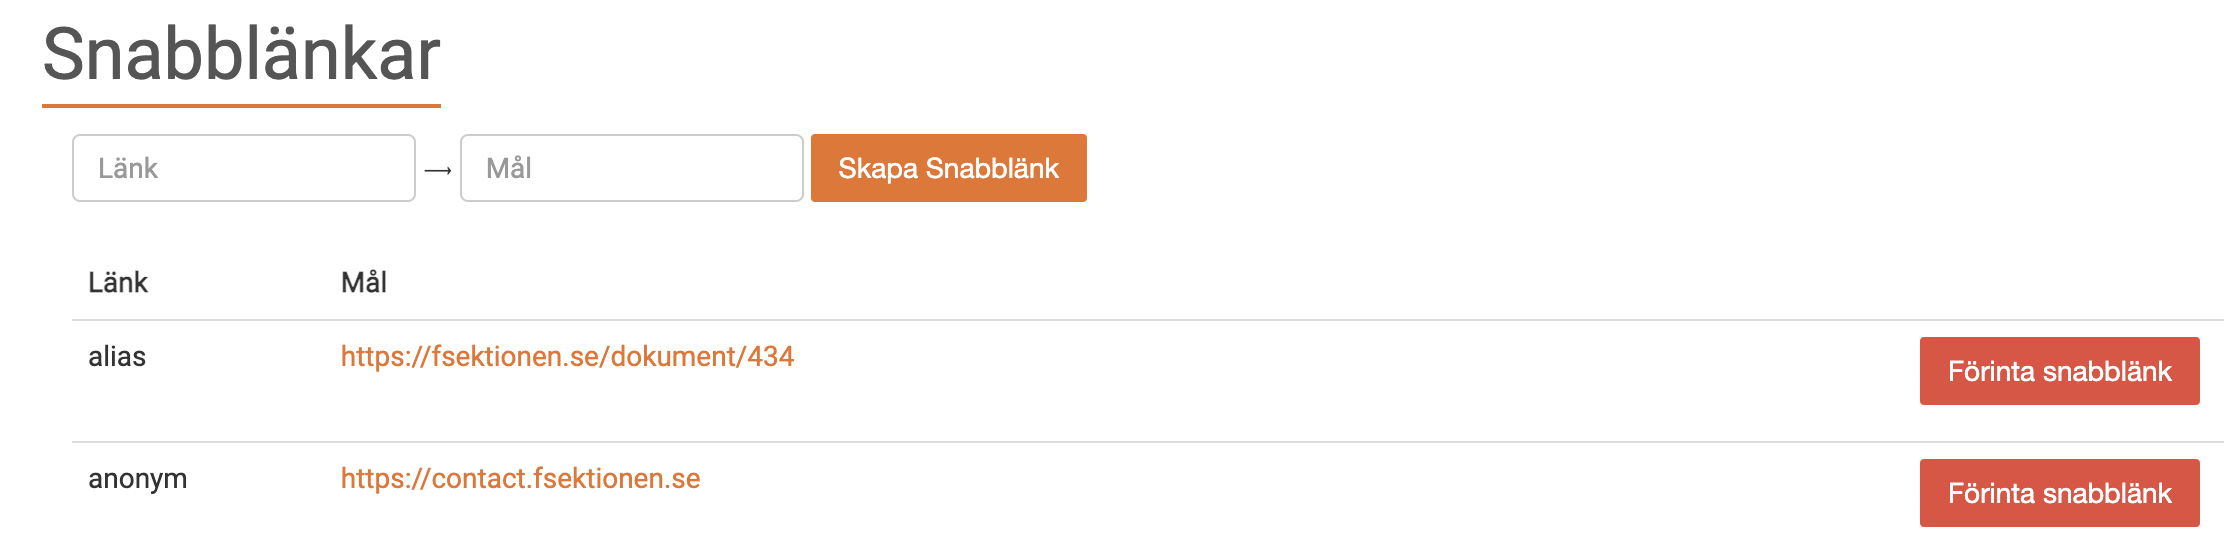 Snabblänkar
Länk → Mål Skapa Snabblänk
Länk Mål
alias https://fsektionen.se/dokument/434 Förinta snabblänk
anonym https://contact.fsektionen.se Förinta snabblänk